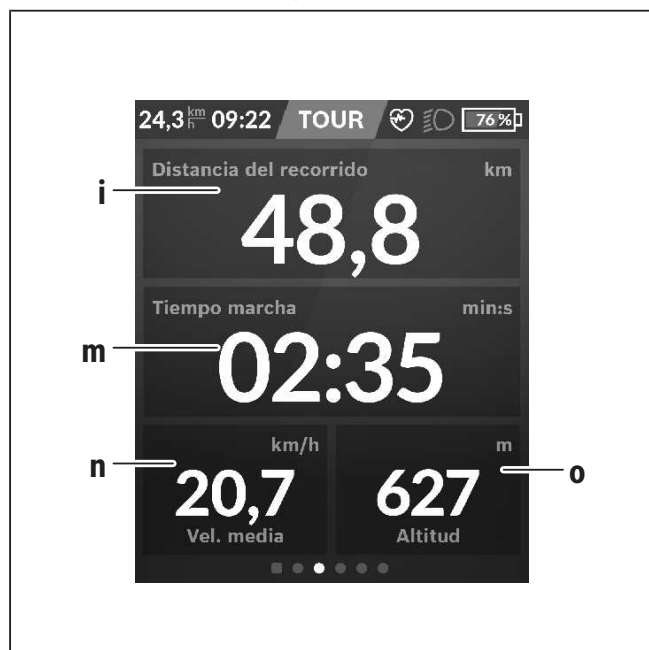 24,3 km/h 09:22 TOUR 76 %
Distancia del recorrido km
i
48,8
Tiempo marcha min:s
m
02:35
km/h m
n o
20,7 627
Vel. media Altitud